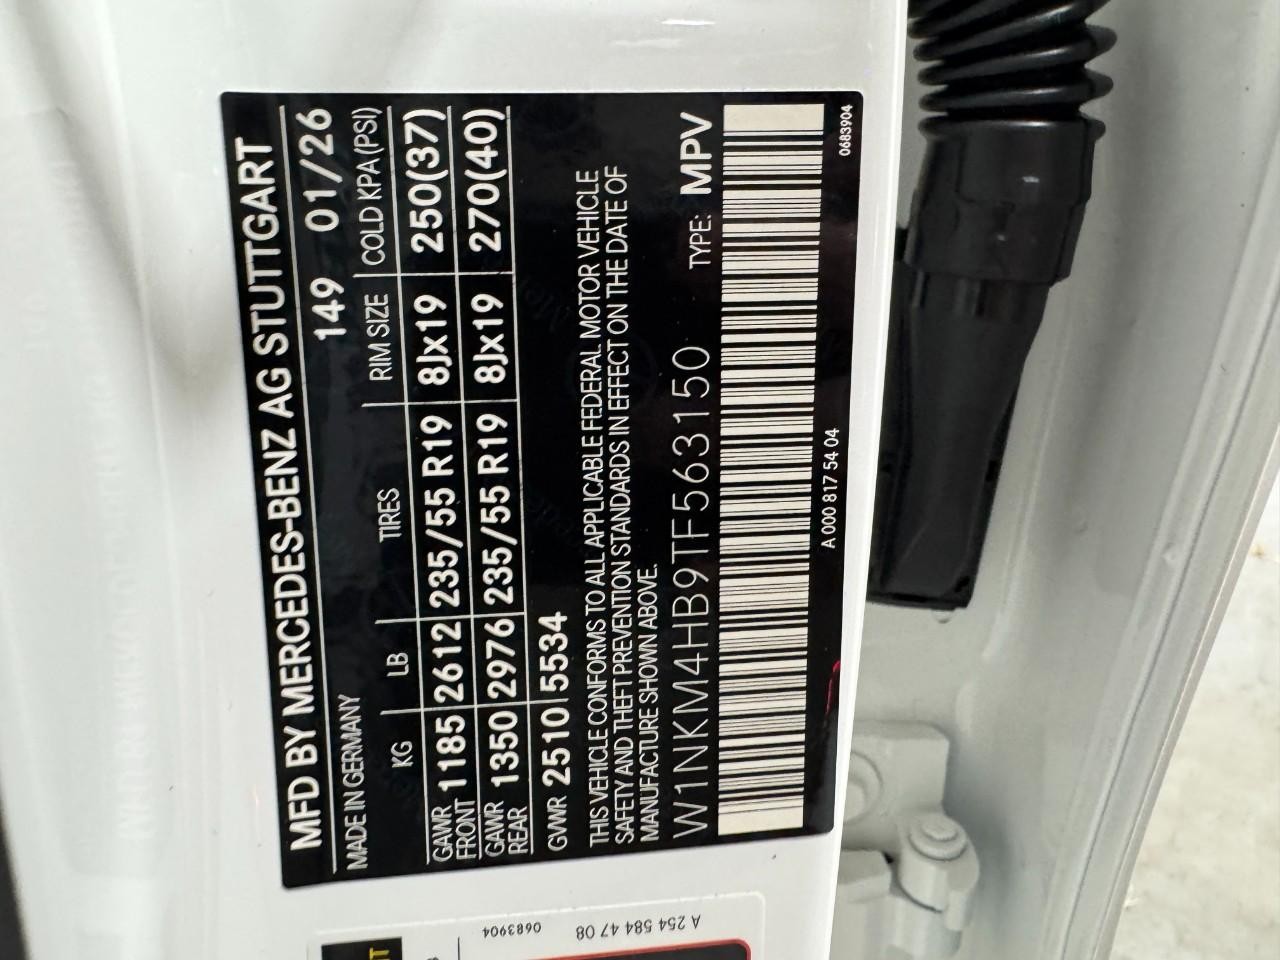 MFD BY MERCEDES-BENZ AG STUTTGART
MADE IN GERMANY 149 01/26
KG LB TIRES RIM SIZE COLD KPA (PSI)
GAWR FRONT 1185 2612 235/55 R19 8Jx19 250(37)
GAWR REAR 1350 2976 235/55 R19 8Jx19 270(40)
GVWR 2510 5534
THIS VEHICLE CONFORMS TO ALL APPLICABLE FEDERAL MOTOR VEHICLE
SAFETY AND THEFT PREVENTION STANDARDS IN EFFECT ON THE DATE OF
MANUFACTURE SHOWN ABOVE.
W1NKM4HB9TF563150 TYPE: MPV
A 000 817 54 04 0683904
A 254 584 47 08 0683904